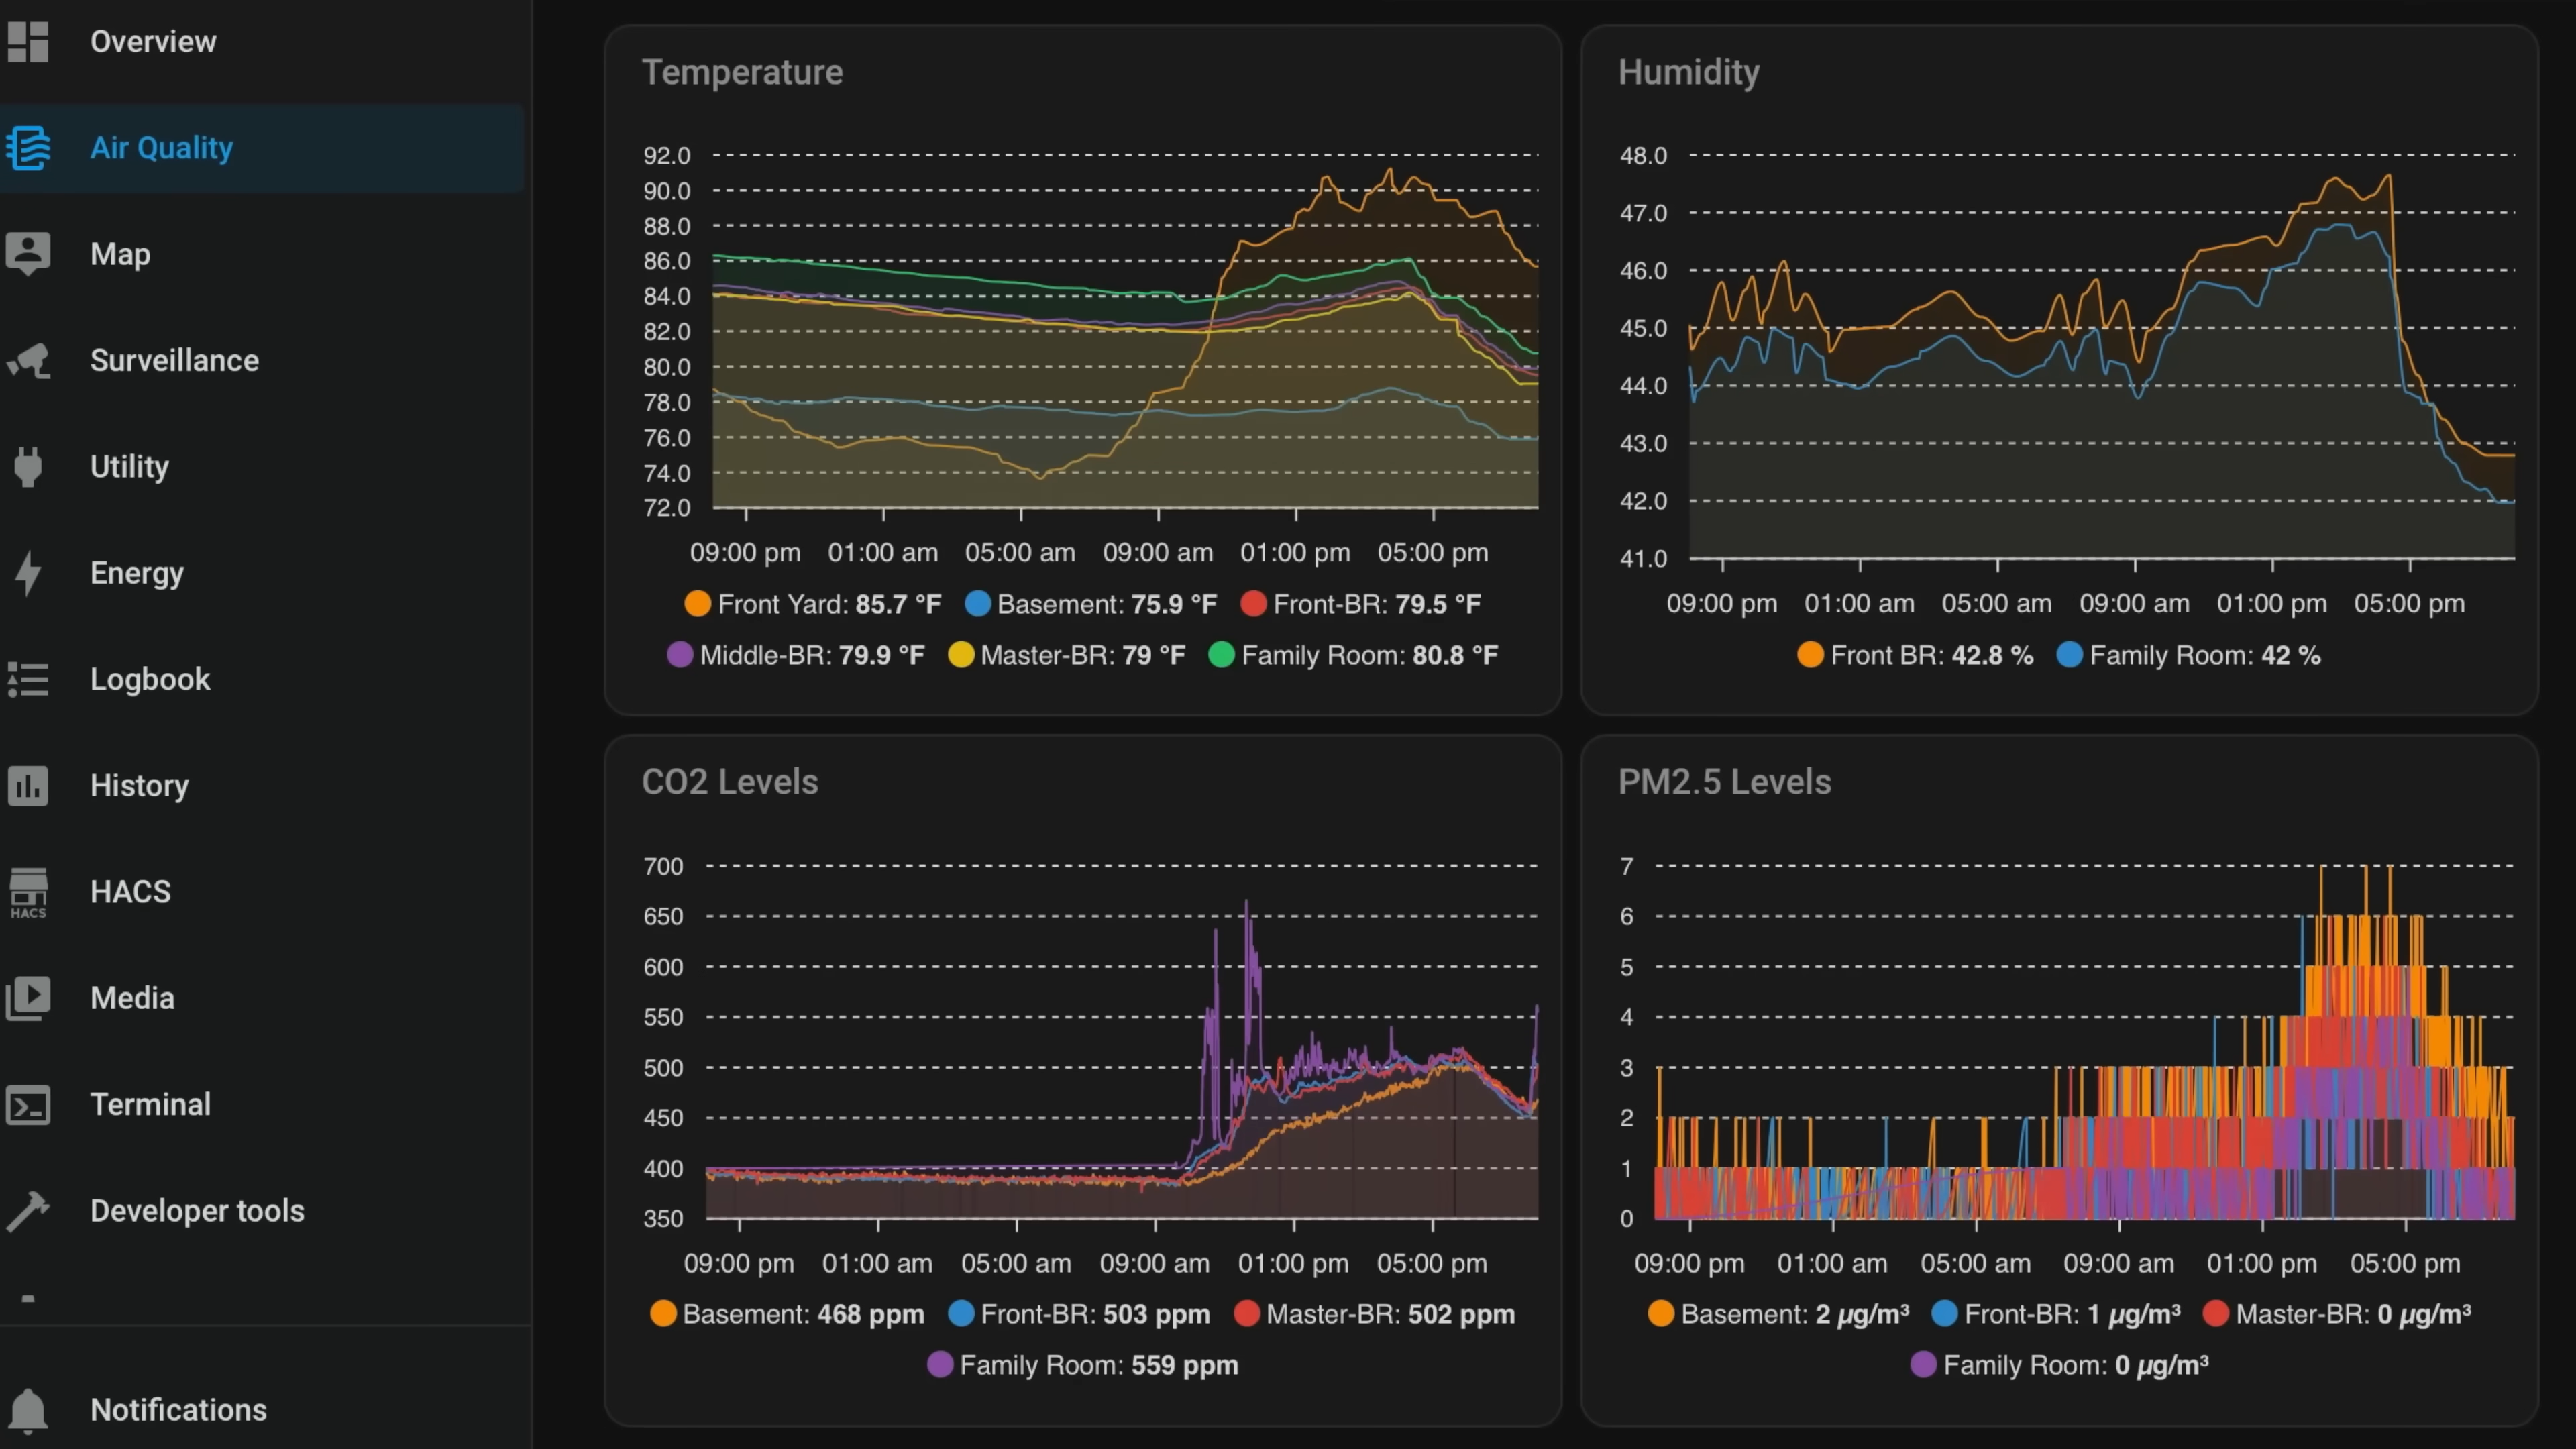 Overview
Air Quality
Map
Surveillance
Utility
Energy
Logbook
History
HACS
HACS
Media
Terminal
Developer tools
Notifications
Temperature
92.0
90.0
88.0
86.0
84.0
82.0
80.0
78.0
76.0
74.0
72.0
09:00 pm 01:00 am 05:00 am 09:00 am 01:00 pm 05:00 pm
Front Yard: 85.7 °F Basement: 75.9 °F Front-BR: 79.5 °F
Middle-BR: 79.9 °F Master-BR: 79 °F Family Room: 80.8 °F
Humidity
48.0
47.0
46.0
45.0
44.0
43.0
42.0
41.0
09:00 pm 01:00 am 05:00 am 09:00 am 01:00 pm 05:00 pm
Front BR: 42.8 % Family Room: 42 %
CO2 Levels
700
650
600
550
500
450
400
350
09:00 pm 01:00 am 05:00 am 09:00 am 01:00 pm 05:00 pm
Basement: 468 ppm Front-BR: 503 ppm Master-BR: 502 ppm
Family Room: 559 ppm
PM2.5 Levels
7
6
5
4
3
2
1
0
09:00 pm 01:00 am 05:00 am 09:00 am 01:00 pm 05:00 pm
Basement: 2 µg/m³ Front-BR: 1 µg/m³ Master-BR: 0 µg/m³
Family Room: 0 µg/m³